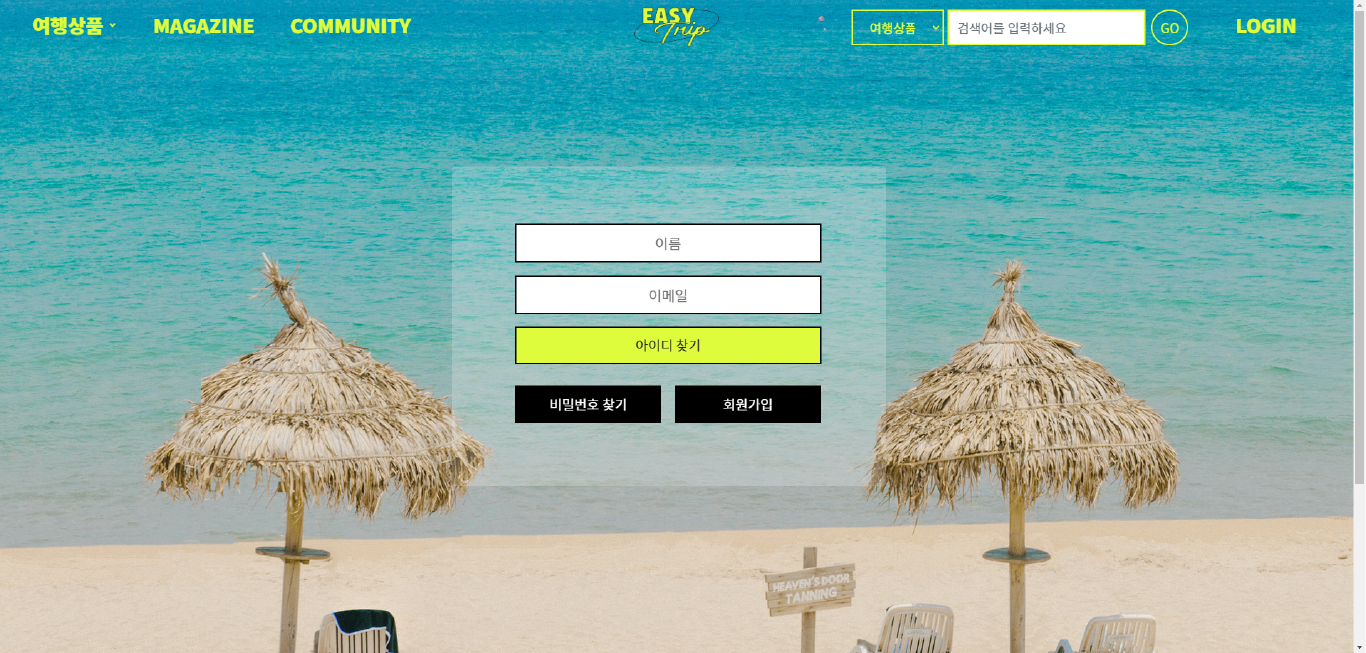 여행상품
MAGAZINE
COMMUNITY
EASY
Trip
여행상품
검색어를 입력하세요
GO
LOGIN
이름
이메일
아이디 찾기
비밀번호 찾기
회원가입
HEAVEN'S DOOR
TANNING